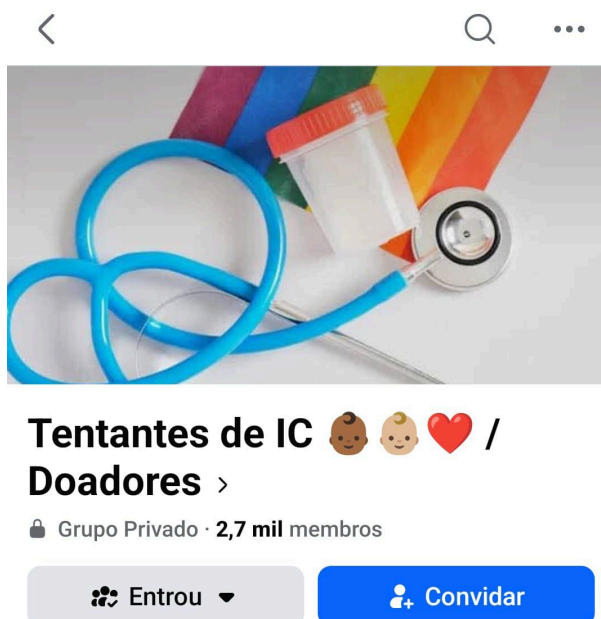 Tentantes de IC 👶🏾👶🏼❤️ /
Doadores >
Grupo Privado · 2,7 mil membros
Entrou
Convidar